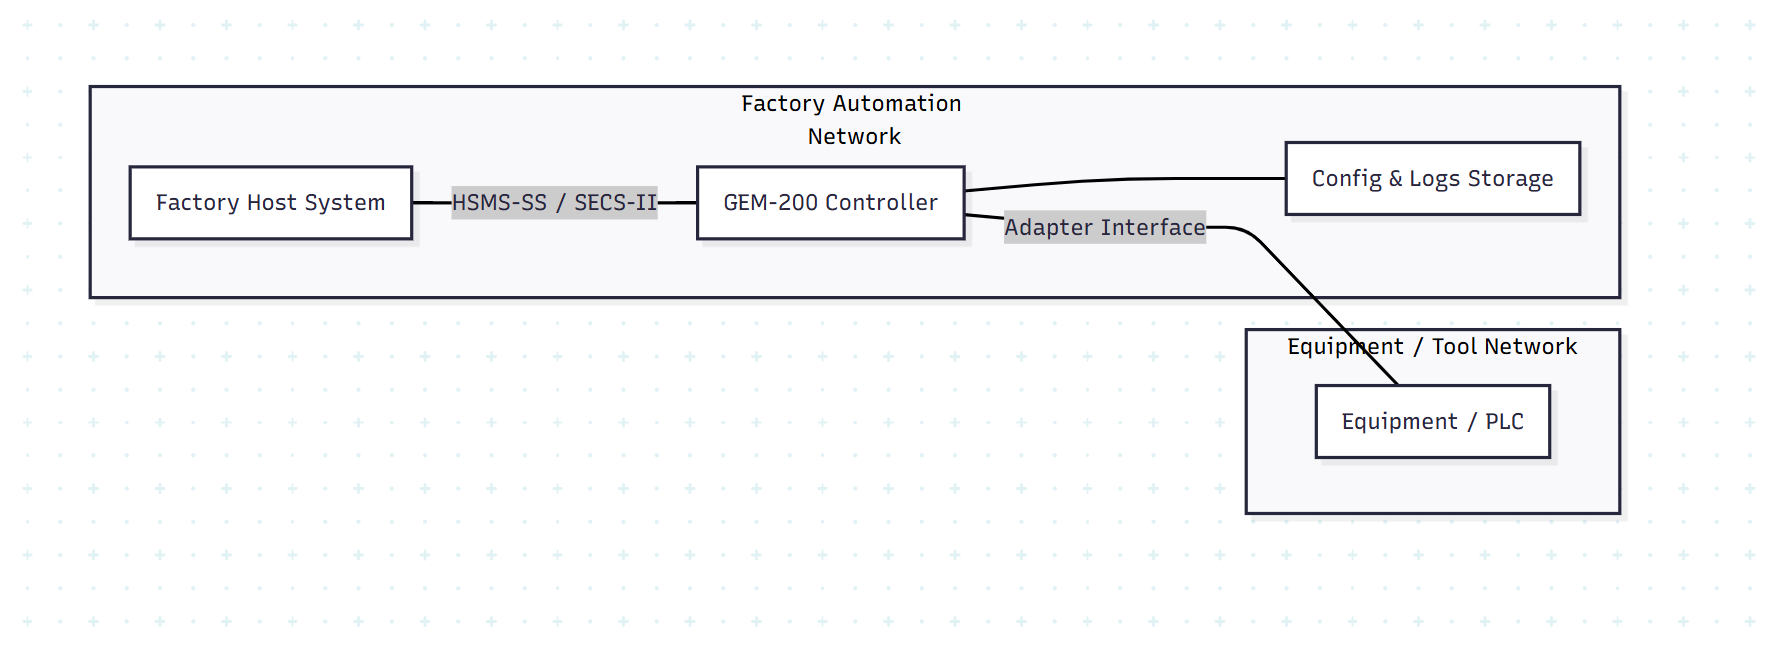 Factory Automation
Network
Factory Host System
HSMS-SS / SECS-II
GEM-200 Controller
Config & Logs Storage
Adapter Interface
Equipment / Tool Network
Equipment / PLC